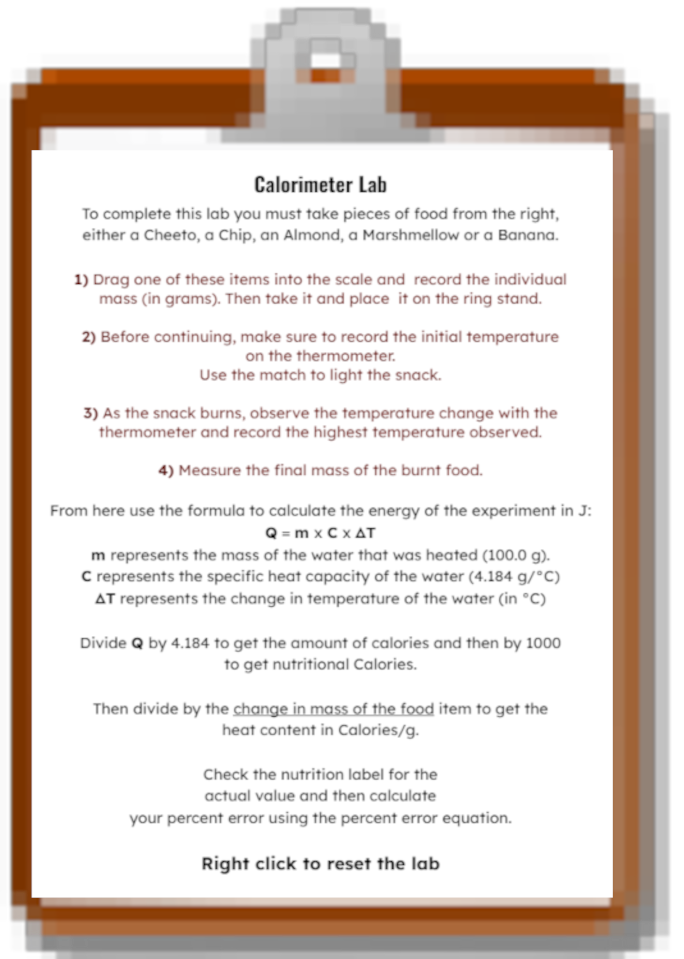 Calorimeter Lab
To complete this lab you must take pieces of food from the right,
either a Cheeto, a Chip, an Almond, a Marshmellow or a Banana.
1) Drag one of these items into the scale and record the individual
mass (in grams). Then take it and place it on the ring stand.
2) Before continuing, make sure to record the initial temperature
on the thermometer.
Use the match to light the snack.
3) As the snack burns, observe the temperature change with the
thermometer and record the highest temperature observed.
4) Measure the final mass of the burnt food.
From here use the formula to calculate the energy of the experiment in J:
Q = m x C x ΔT
m represents the mass of the water that was heated (100.0 g).
C represents the specific heat capacity of the water (4.184 g/°C)
ΔT represents the change in temperature of the water (in °C)
Divide Q by 4.184 to get the amount of calories and then by 1000
to get nutritional Calories.
Then divide by the change in mass of the food item to get the
heat content in Calories/g.
Check the nutrition label for the
actual value and then calculate
your percent error using the percent error equation.
Right click to reset the lab